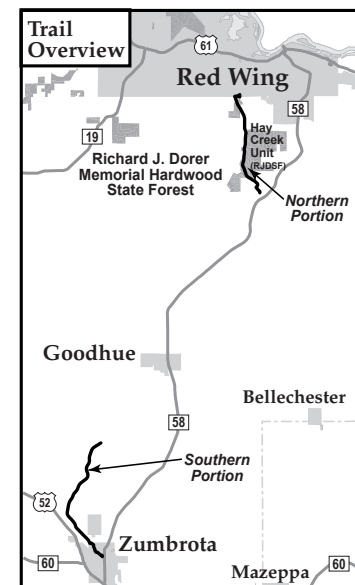 Trail
Overview
61
Red Wing
58
19
Hay
Creek
Unit
(RJDSF)
Richard J. Dorer
Memorial Hardwood
State Forest
Northern
Portion
Goodhue
Bellechester
58
Southern
Portion
52
Zumbrota
60
60
Mazeppa